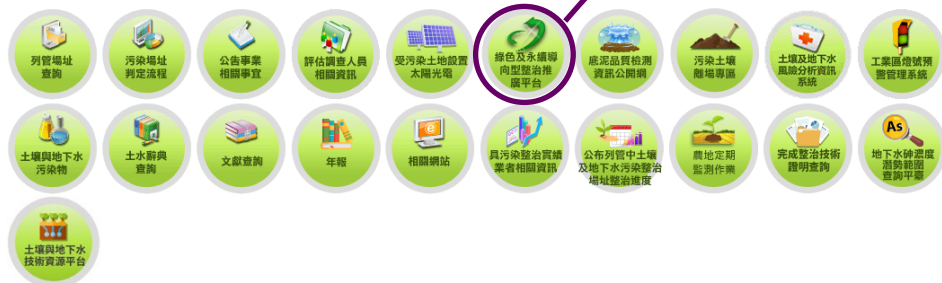 列管場址
查詢
污染場址
判定流程
公告事業
相關事宜
評估調查人員
相關資訊
受污染土地設置
太陽光電
綠色及永續導
向型整治推
廣平台
底泥品質檢測
資訊公開網
污染土壤
離場專區
土壤及地下水
風險分析資訊
系統
工業區燈號預
警管理系統
土壤與地下水
污染物
土水辭典
查詢
文獻查詢
年報
相關網站
具污染整治實績
業者相關資訊
公布列管中土壤
及地下水污染整治
場址整治進度
農地定期
監測作業
完成整治技術
證明查詢
As
地下水砷濃度
潛勢範圍
查詢平臺
土壤與地下水
技術資源平台